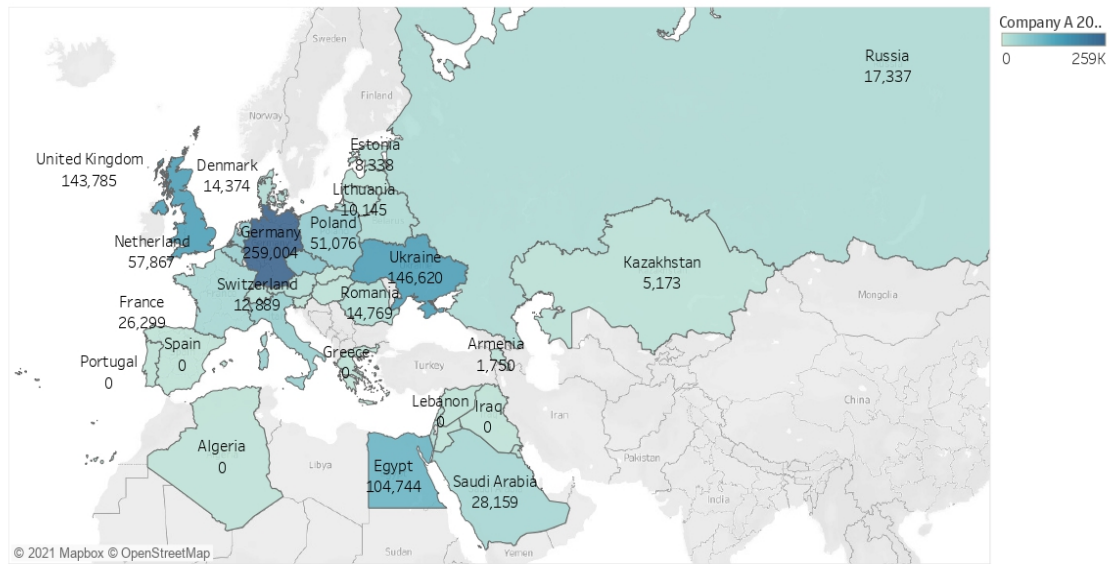 Company A 20..
0 259K
Sweden
Russia
17,337
Finland
Norway
Estonia
8,338
United Kingdom
143,785
Denmark
14,374
Lithuania
10,145
Netherland
57,867
Germany
259,004
Poland
51,076
Ukraine
146,620
Kazakhstan
5,173
Switzerland
12,889
Romania
14,769
Mongolia
France
26,299
Spain
0
Portugal
0
Greece
0
Turkey
Armenia
1,750
Lebanon
0
Iraq
0
Iran
China
Algeria
0
Libya
Egypt
104,744
Saudi Arabia
28,159
Pakistan
India
Sudan
Yemen
© 2021 Mapbox © OpenStreetMap